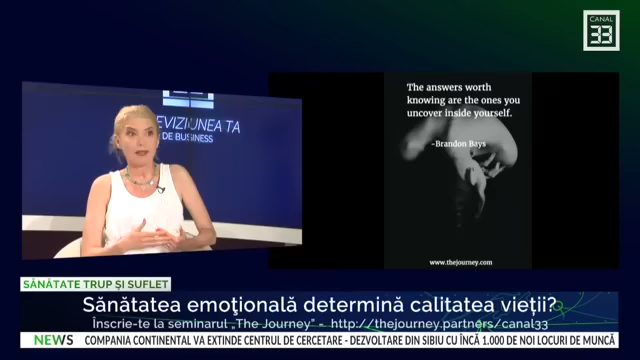 CANAL
33
EVIZIUNEA TA
DE BUSINESS
The answers worth
knowing are the ones you
uncover inside yourself.
-Brandon Bays
www.thejourney.com
SĂNĂTATE TRUP ȘI SUFLET
Sănătatea emoţională determină calitatea vieţii?
Înscrie-te la seminarul „The Journey” - http://thejourney.partners/canal33
NEWS COMPANIA CONTINENTAL VA EXTINDE CENTRUL DE CERCETARE - DEZVOLTARE DIN SIBIU CU ÎNCĂ 1.000 DE NOI LOCURI DE MUNCĂ